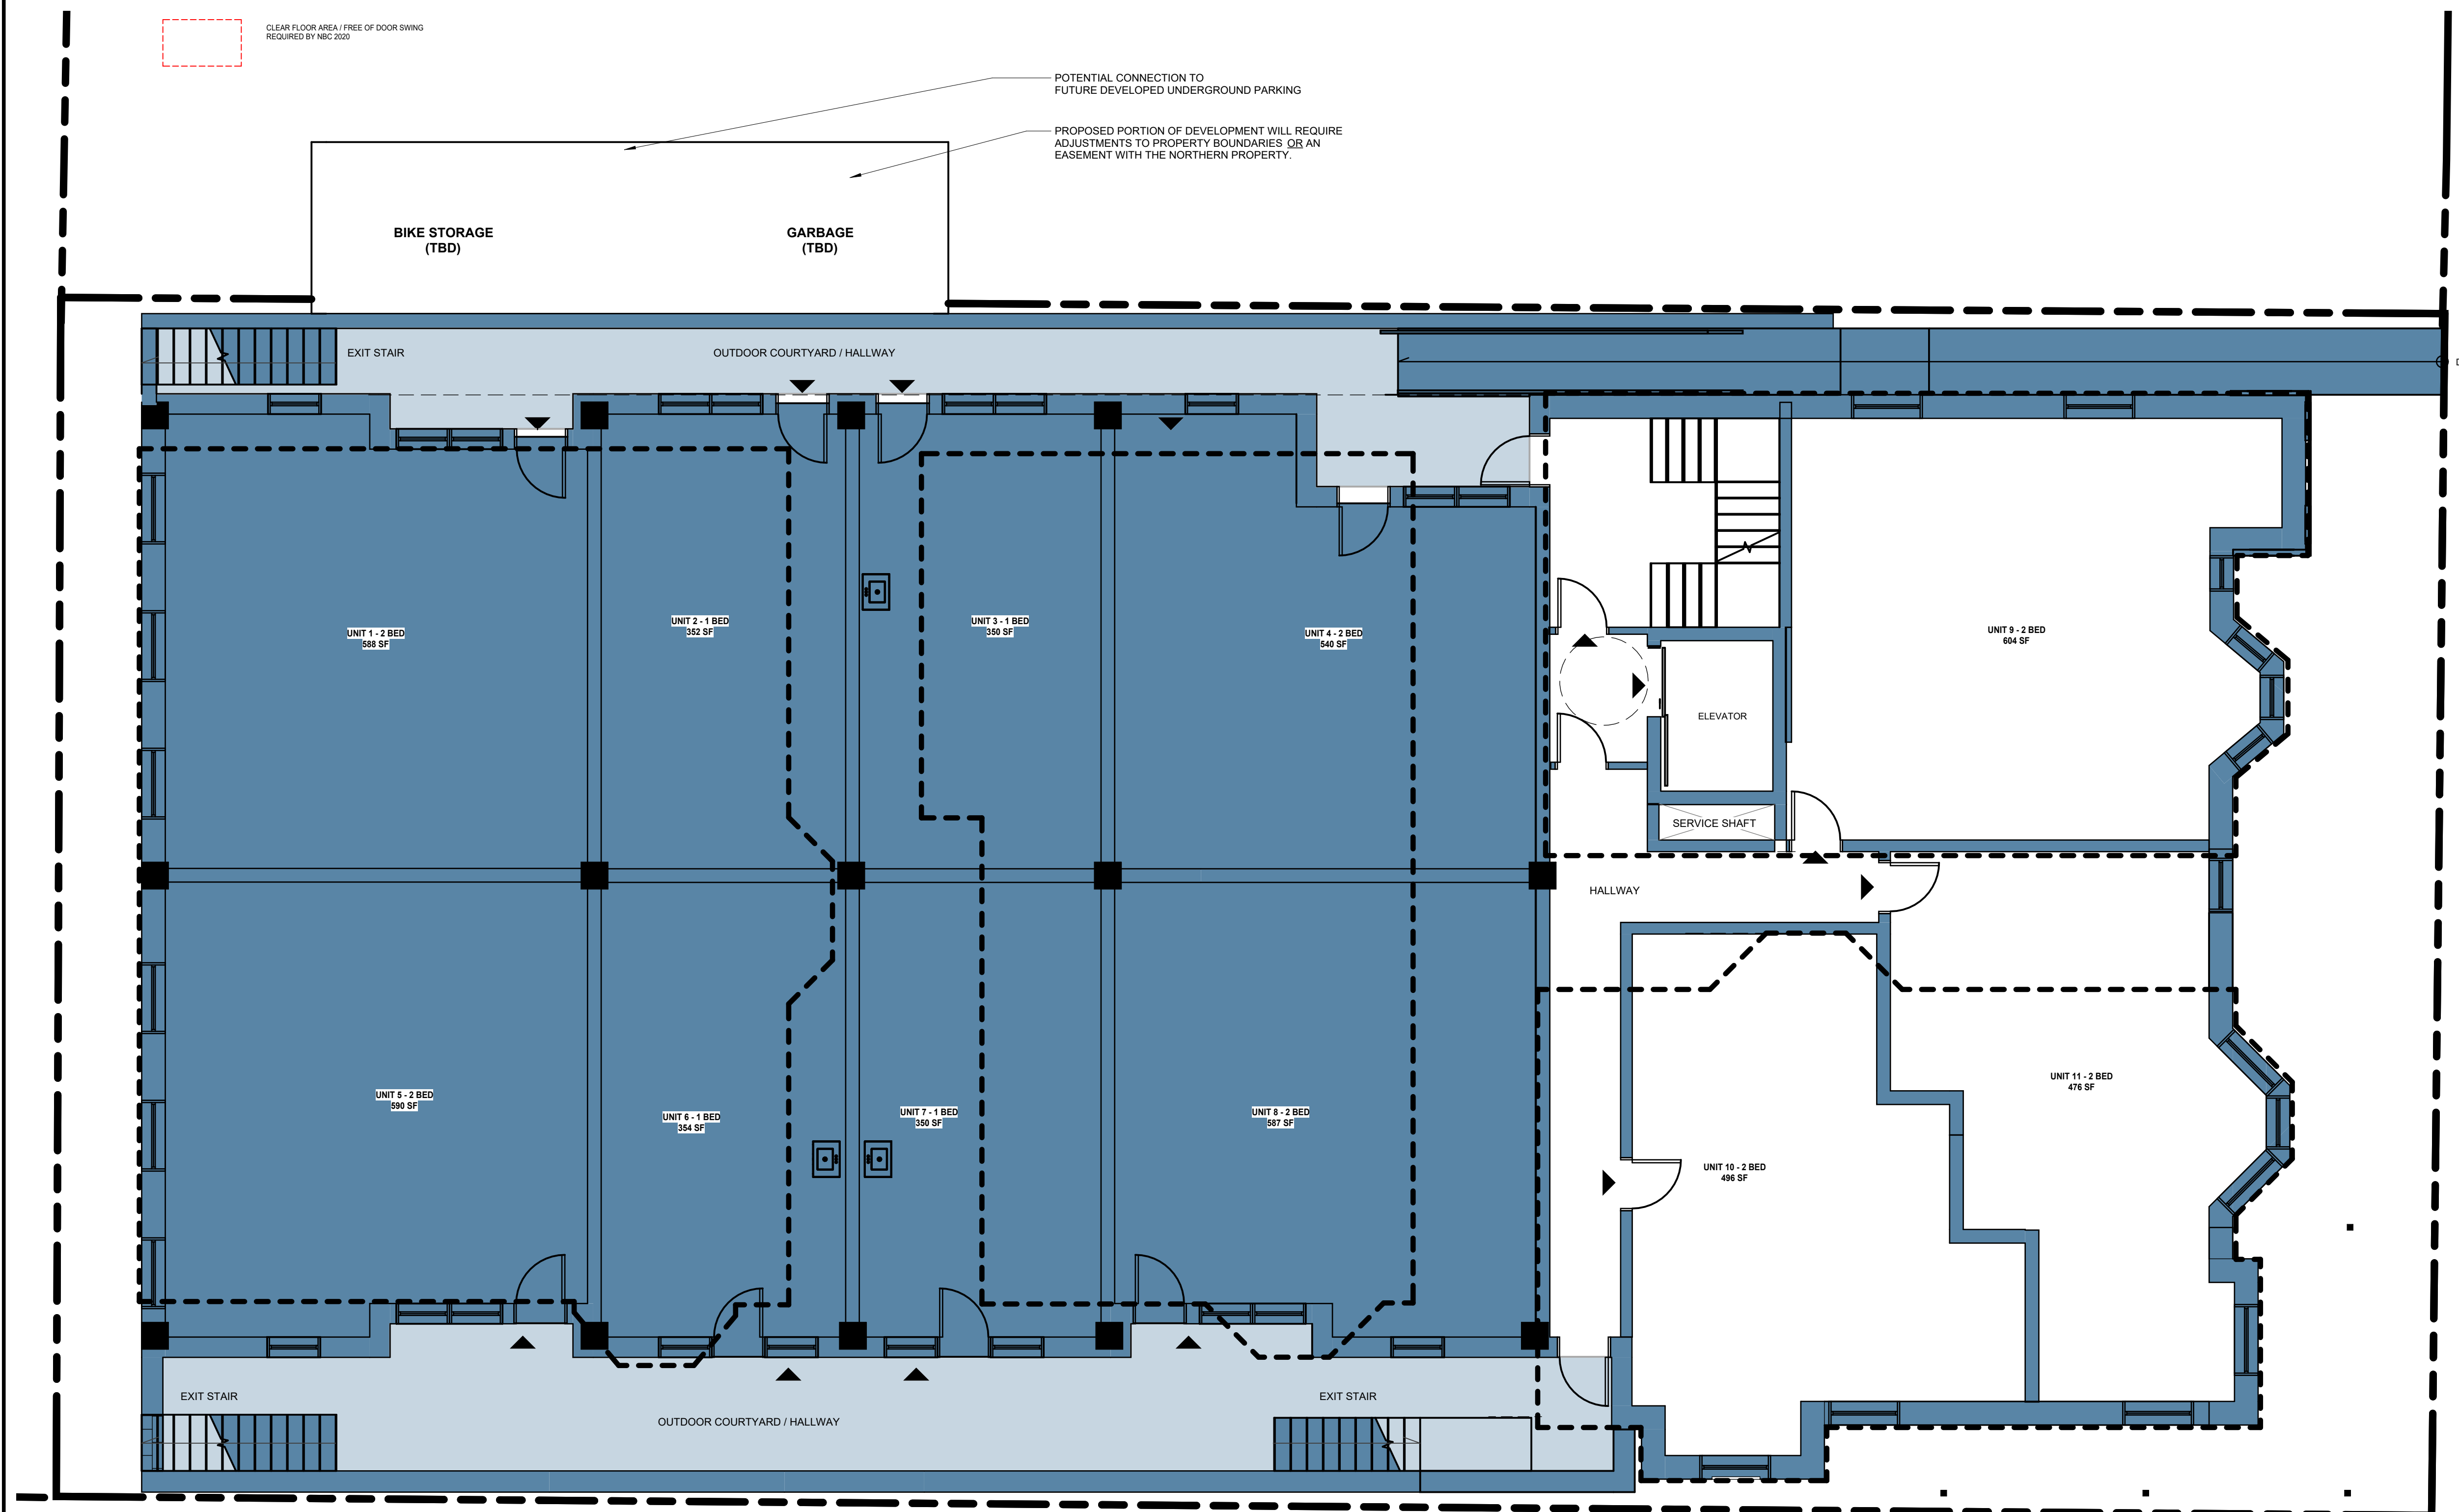 CLEAR FLOOR AREA / FREE OF DOOR SWING
REQUIRED BY NBC 2020
POTENTIAL CONNECTION TO
FUTURE DEVELOPED UNDERGROUND PARKING
PROPOSED PORTION OF DEVELOPMENT WILL REQUIRE
ADJUSTMENTS TO PROPERTY BOUNDARIES OR AN
EASEMENT WITH THE NORTHERN PROPERTY.
BIKE STORAGE
(TBD)
GARBAGE
(TBD)
EXIT STAIR
OUTDOOR COURTYARD / HALLWAY
UNIT 1 - 2 BED
588 SF
UNIT 2 - 1 BED
352 SF
UNIT 3 - 1 BED
350 SF
UNIT 4 - 2 BED
540 SF
UNIT 9 - 2 BED
604 SF
ELEVATOR
SERVICE SHAFT
HALLWAY
UNIT 5 - 2 BED
590 SF
UNIT 6 - 1 BED
354 SF
UNIT 7 - 1 BED
350 SF
UNIT 8 - 2 BED
587 SF
UNIT 11 - 2 BED
476 SF
UNIT 10 - 2 BED
496 SF
EXIT STAIR
EXIT STAIR
OUTDOOR COURTYARD / HALLWAY